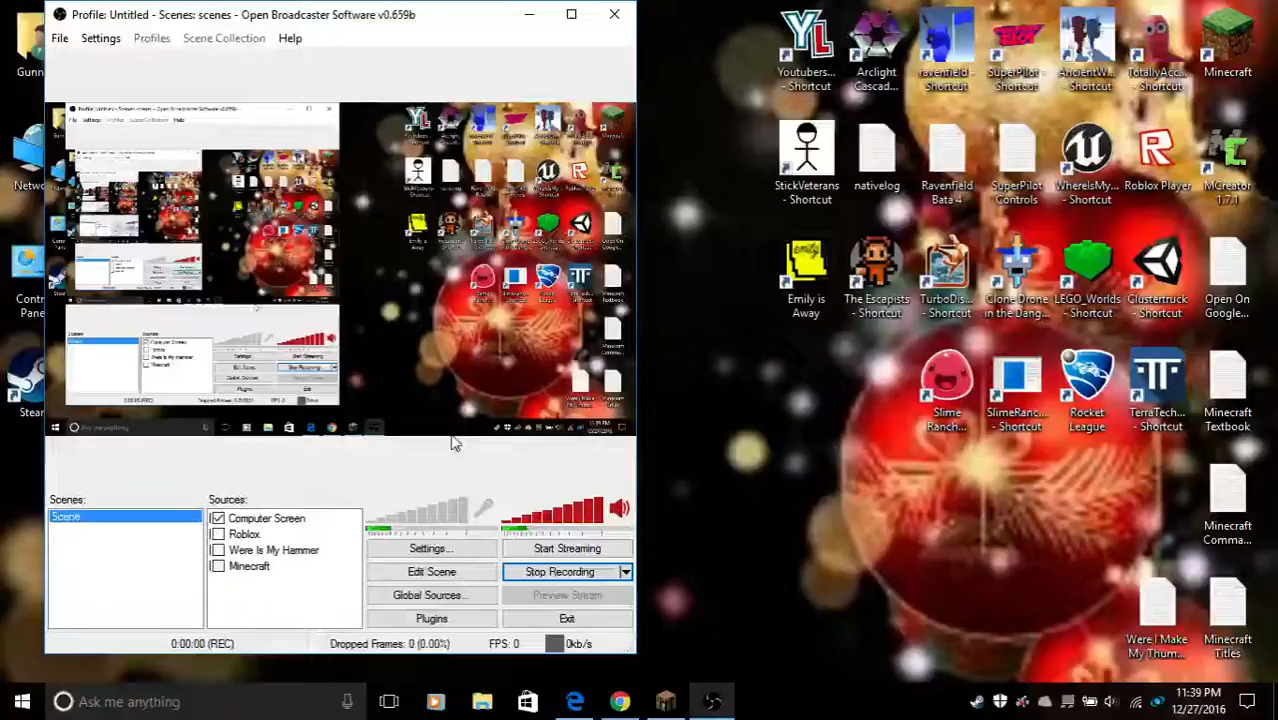 Profile: Untitled - Scenes: scenes - Open Broadcaster Software v0.659b
File Settings Profiles Scene Collection Help
Scenes:
Scene
Sources:
Computer Screen
Roblox
Were Is My Hammer
Minecraft
Settings...
Start Streaming
Edit Scene
Stop Recording
Global Sources...
Preview Stream
Plugins
Exit
0:00:00 (REC)
Dropped Frames: 0 (0.00%)
FPS: 0
0kb/s
Gunn
Netwo
Contr
Pane
Stea
YL
Youtubers...
- Shortcut
Arclight
Cascad...
ravenfield -
Shortcut
SuperPilot
- Shortcut
AncientW...
- Shortcut
TotallyAcc...
- Shortcut
Minecraft
StickVeterans
- Shortcut
nativelog
Ravenfield
Bata 4
SuperPilot
Controls
WhereIsMy...
- Shortcut
Roblox Player
MCreator
1.7.1
Emily is
Away
The Escapists
- Shortcut
TurboDis...
- Shortcut
Clone Drone
in the Dang...
LEGO_Worlds
- Shortcut
Clustertruck
- Shortcut
Open On
Google...
Slime
Ranch...
SlimeRanc...
- Shortcut
Rocket
League
TerraTech...
- Shortcut
Minecraft
Textbook
Minecraft
Comma...
Were I Make
My Thum...
Minecraft
Titles
Ask me anything
11:39 PM
12/27/2016